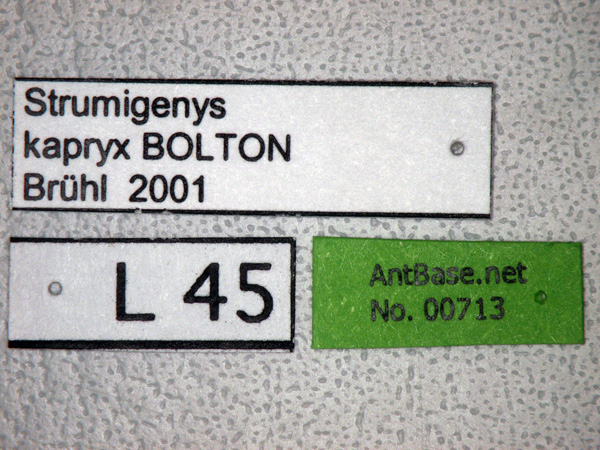 Strumigenys
kapryx BOLTON
Brühl 2001
L 45
AntBase.net
No. 00713